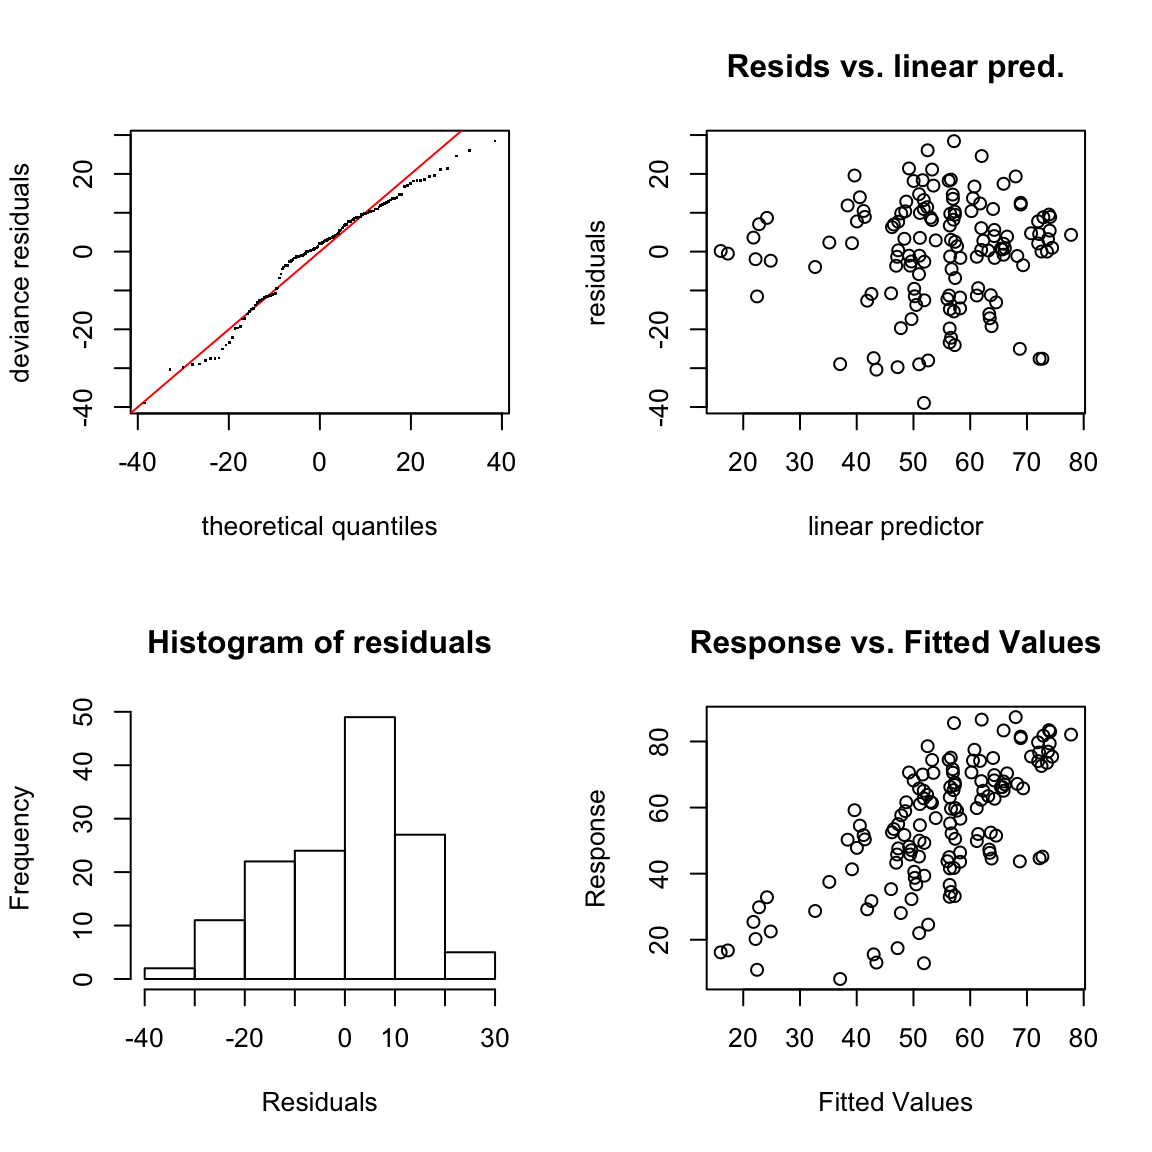 deviance residuals
20
0
-20
-40
-40 -20 0 20 40
theoretical quantiles
Resids vs. linear pred.
residuals
20
0
-20
-40
20 30 40 50 60 70 80
linear predictor
Histogram of residuals
Frequency
50
40
30
20
10
0
-40 -20 0 10 30
Residuals
Response vs. Fitted Values
Response
80
60
40
20
20 30 40 50 60 70 80
Fitted Values